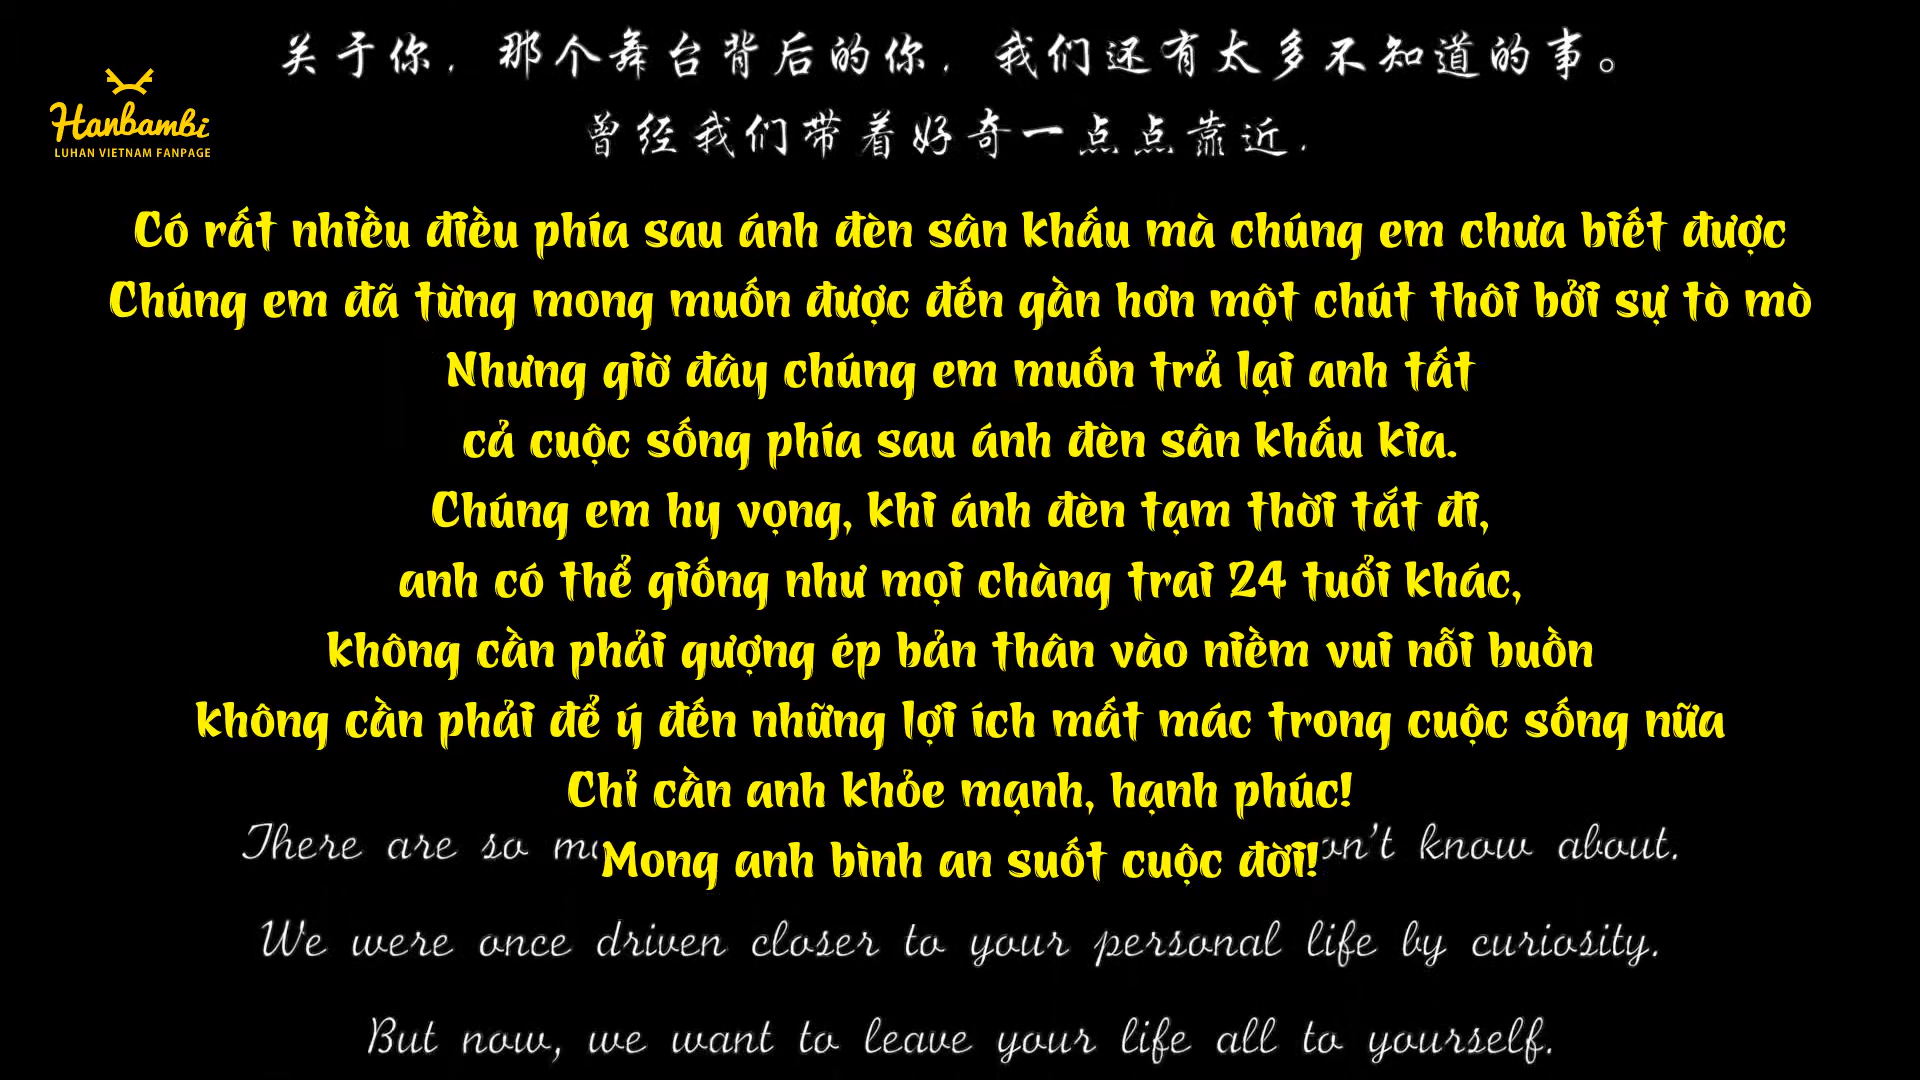 关于你，那个舞台背后的你，我们还有太多不知道的事。
Hanbambi
LUHAN VIETNAM FANPAGE
曾经我们带着好奇一点点靠近，
Có rất nhiều điều phía sau ánh đèn sân khấu mà chúng em chưa biết được
Chúng em đã từng mong muốn được đến gần hơn một chút thôi bởi sự tò mò
Nhưng giờ đây chúng em muốn trả lại anh tất
cả cuộc sống phía sau ánh đèn sân khấu kia.
Chúng em hy vọng, khi ánh đèn tạm thời tắt đi,
anh có thể giống như mọi chàng trai 24 tuổi khác,
không cần phải gượng ép bản thân vào niềm vui nỗi buồn
không cần phải để ý đến những lợi ích mất mác trong cuộc sống nữa
Chỉ cần anh khỏe mạnh, hạnh phúc!
Mong anh bình an suốt cuộc đời!
There are so know about.
We were once driven closer to your personal life by curiosity.
But now, we want to leave your life all to yourself.